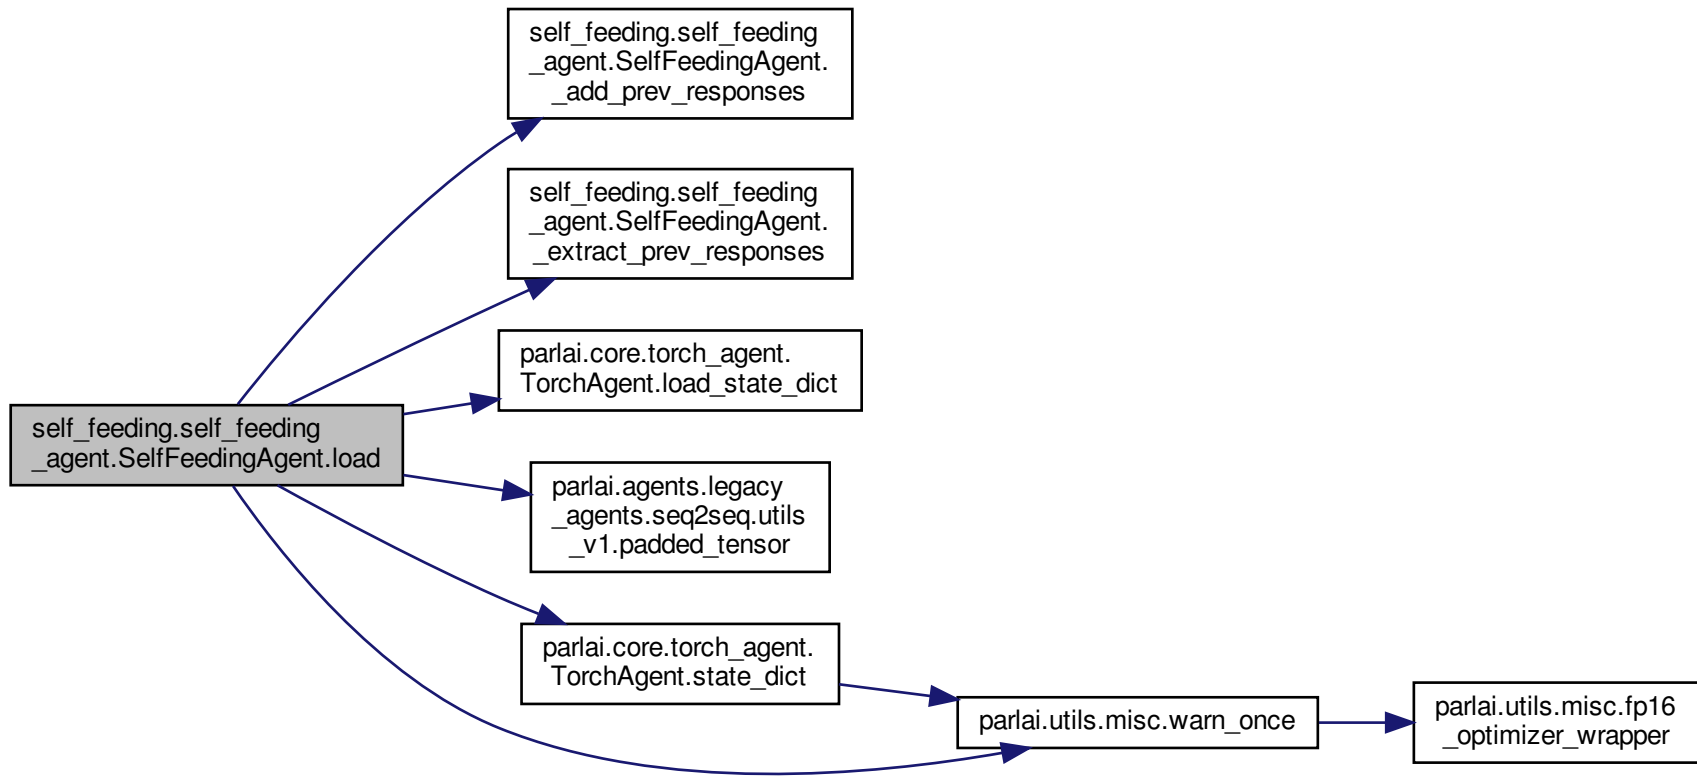 self_feeding.self_feeding
_agent.SelfFeedingAgent.
_add_prev_responses
self_feeding.self_feeding
_agent.SelfFeedingAgent.
_extract_prev_responses
parlai.core.torch_agent.
TorchAgent.load_state_dict
self_feeding.self_feeding
_agent.SelfFeedingAgent.load
parlai.agents.legacy
_agents.seq2seq.utils
_v1.padded_tensor
parlai.core.torch_agent.
TorchAgent.state_dict
parlai.utils.misc.warn_once
parlai.utils.misc.fp16
_optimizer_wrapper